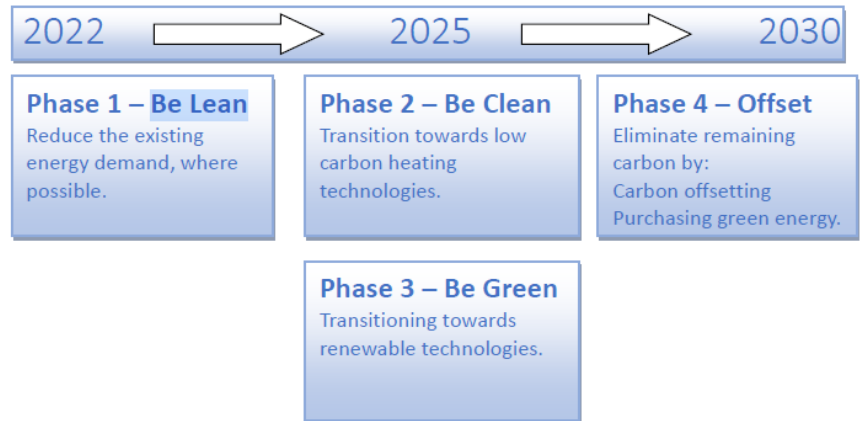 2022 2025 2030
Phase 1 – Be Lean
Reduce the existing
energy demand, where
possible.
Phase 2 – Be Clean
Transition towards low
carbon heating
technologies.
Phase 4 – Offset
Eliminate remaining
carbon by:
Carbon offsetting
Purchasing green energy.
Phase 3 – Be Green
Transitioning towards
renewable technologies.